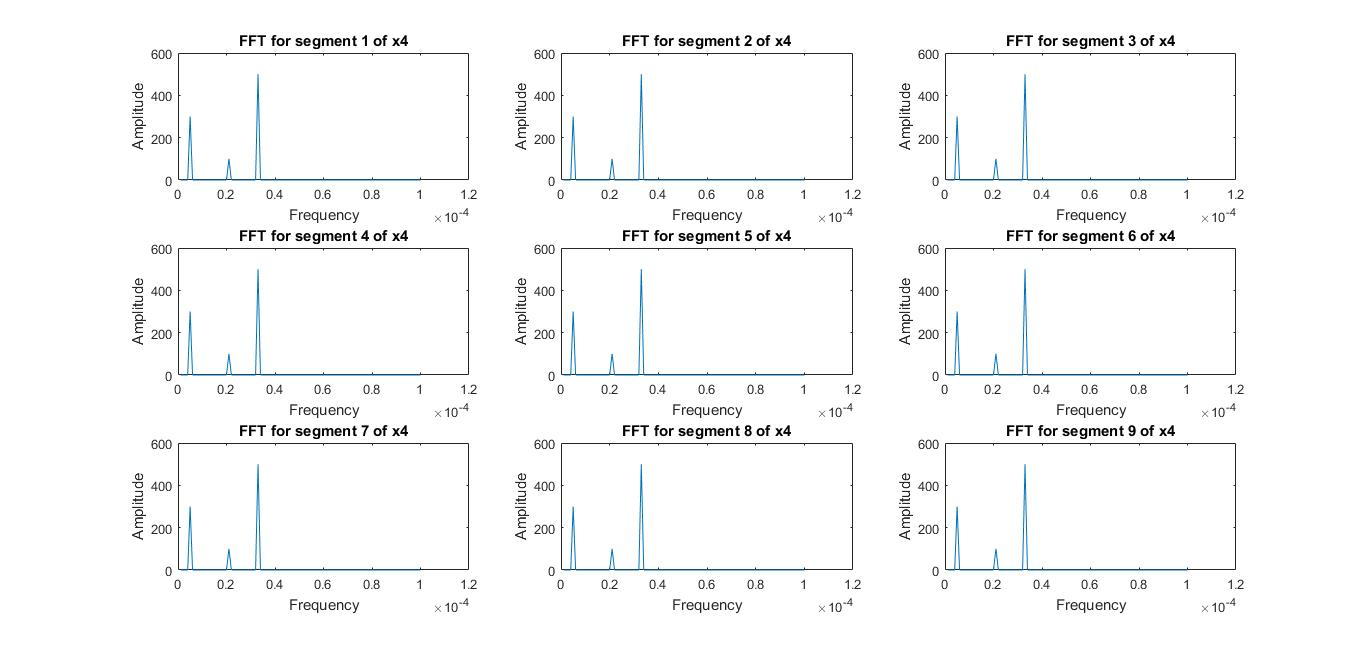 FFT for segment 1 of x4
600
400
200
0
Amplitude
0 0.2 0.4 0.6 0.8 1 1.2
Frequency
×10-4
FFT for segment 2 of x4
600
400
200
0
Amplitude
0 0.2 0.4 0.6 0.8 1 1.2
Frequency
×10-4
FFT for segment 3 of x4
600
400
200
0
Amplitude
0 0.2 0.4 0.6 0.8 1 1.2
Frequency
×10-4
FFT for segment 4 of x4
600
400
200
0
Amplitude
0 0.2 0.4 0.6 0.8 1 1.2
Frequency
×10-4
FFT for segment 5 of x4
600
400
200
0
Amplitude
0 0.2 0.4 0.6 0.8 1 1.2
Frequency
×10-4
FFT for segment 6 of x4
600
400
200
0
Amplitude
0 0.2 0.4 0.6 0.8 1 1.2
Frequency
×10-4
FFT for segment 7 of x4
600
400
200
0
Amplitude
0 0.2 0.4 0.6 0.8 1 1.2
Frequency
×10-4
FFT for segment 8 of x4
600
400
200
0
Amplitude
0 0.2 0.4 0.6 0.8 1 1.2
Frequency
×10-4
FFT for segment 9 of x4
600
400
200
0
Amplitude
0 0.2 0.4 0.6 0.8 1 1.2
Frequency
×10-4